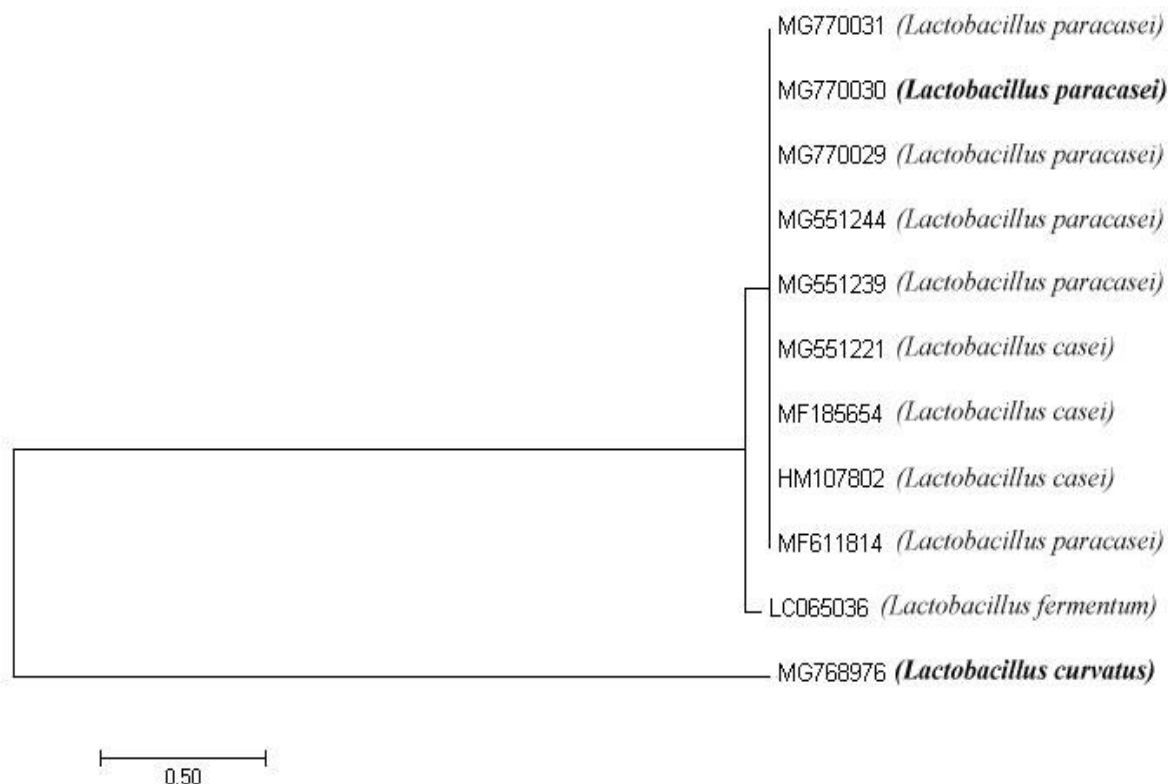 MG770031 (Lactobacillus paracasei)
MG770030 (Lactobacillus paracasei)
MG770029 (Lactobacillus paracasei)
MG551244 (Lactobacillus paracasei)
MG551239 (Lactobacillus paracasei)
MG551221 (Lactobacillus casei)
MF185654 (Lactobacillus casei)
HM107802 (Lactobacillus casei)
MF611814 (Lactobacillus paracasei)
LC065036 (Lactobacillus fermentum)
MG768976 (Lactobacillus curvatus)
0.50